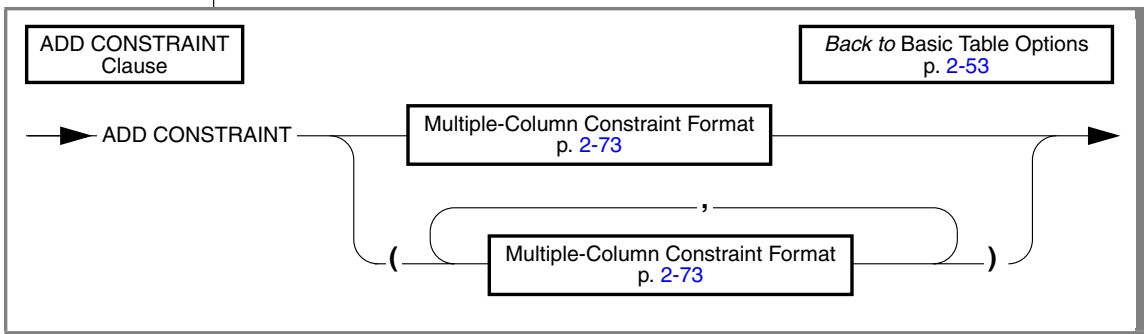 ADD CONSTRAINT
Clause
Back to Basic Table Options
p. 2-53
ADD CONSTRAINT
Multiple-Column Constraint Format
p. 2-73
,
(
Multiple-Column Constraint Format
p. 2-73
)